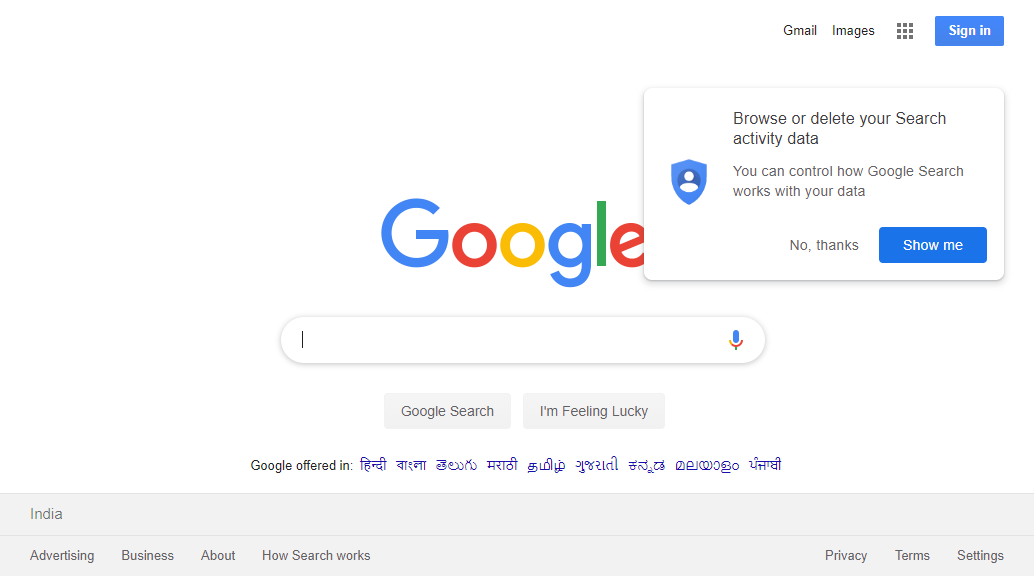 Gmail Images Sign in
Browse or delete your Search
activity data
You can control how Google Search
works with your data
No, thanks Show me
Google
Google Search I'm Feeling Lucky
Google offered in: हिन्दी বাংলা తెలుగు मराठी தமிழ் ગુજરાતી ಕನ್ನಡ മലയാളം ਪੰਜਾਬੀ
India
Advertising Business About How Search works Privacy Terms Settings